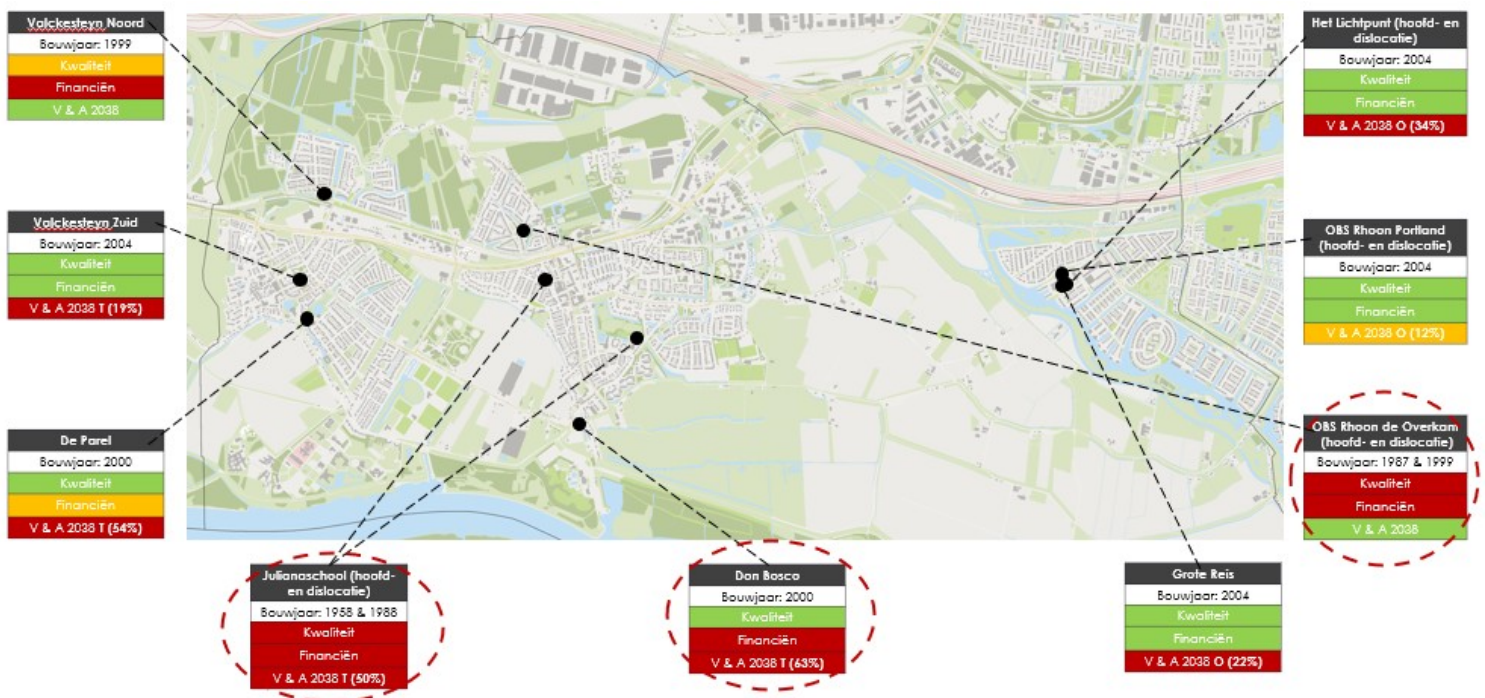 Valckesteyn Noord
Bouwjaar: 1999
Kwaliteit
Financiën
V & A 2038
Valckesteyn Zuid
Bouwjaar: 2004
Kwaliteit
Financiën
V & A 2038 T (19%)
De Parel
Bouwjaar: 2000
Kwaliteit
Financiën
V & A 2038 T (54%)
Julianaschool (hoofd-
en dislocatie)
Bouwjaar: 1958 & 1988
Kwaliteit
Financiën
V & A 2038 T (50%)
Don Bosco
Bouwjaar: 2000
Kwaliteit
Financiën
V & A 2038 T (63%)
Grote Reis
Bouwjaar: 2004
Kwaliteit
Financiën
V & A 2038 O (22%)
Het Lichtpunt (hoofd- en
dislocatie)
Bouwjaar: 2004
Kwaliteit
Financiën
V & A 2038 O (34%)
OBS Rhoon Portland
(hoofd- en dislocatie)
Bouwjaar: 2004
Kwaliteit
Financiën
V & A 2038 O (12%)
OBS Rhoon de Overkam
(hoofd- en dislocatie)
Bouwjaar: 1987 & 1999
Kwaliteit
Financiën
V & A 2038